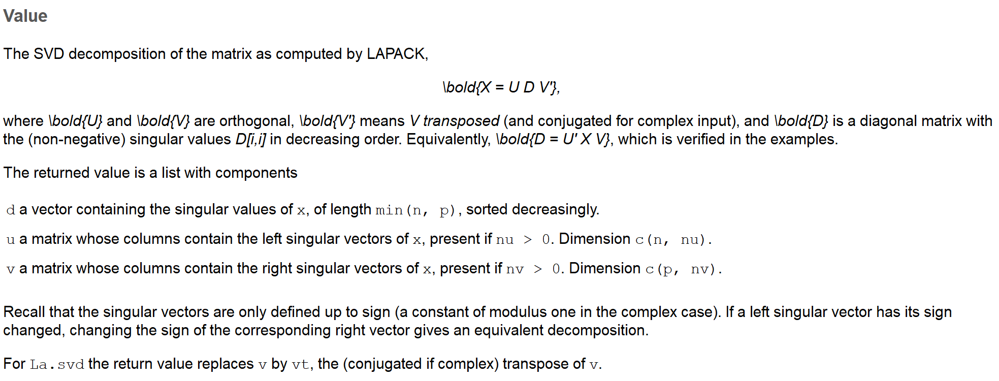 Value
The SVD decomposition of the matrix as computed by LAPACK,
\bold{X = U D V'},
where \bold{U} and \bold{V} are orthogonal, \bold{V'} means V transposed (and conjugated for complex input), and \bold{D} is a diagonal matrix with
the (non-negative) singular values D[i,i] in decreasing order. Equivalently, \bold{D = U' X V}, which is verified in the examples.
The returned value is a list with components
d a vector containing the singular values of x, of length min(n, p), sorted decreasingly.
u a matrix whose columns contain the left singular vectors of x, present if nu > 0. Dimension c(n, nu).
v a matrix whose columns contain the right singular vectors of x, present if nv > 0. Dimension c(p, nv).
Recall that the singular vectors are only defined up to sign (a constant of modulus one in the complex case). If a left singular vector has its sign
changed, changing the sign of the corresponding right vector gives an equivalent decomposition.
For La.svd the return value replaces v by vt, the (conjugated if complex) transpose of v.